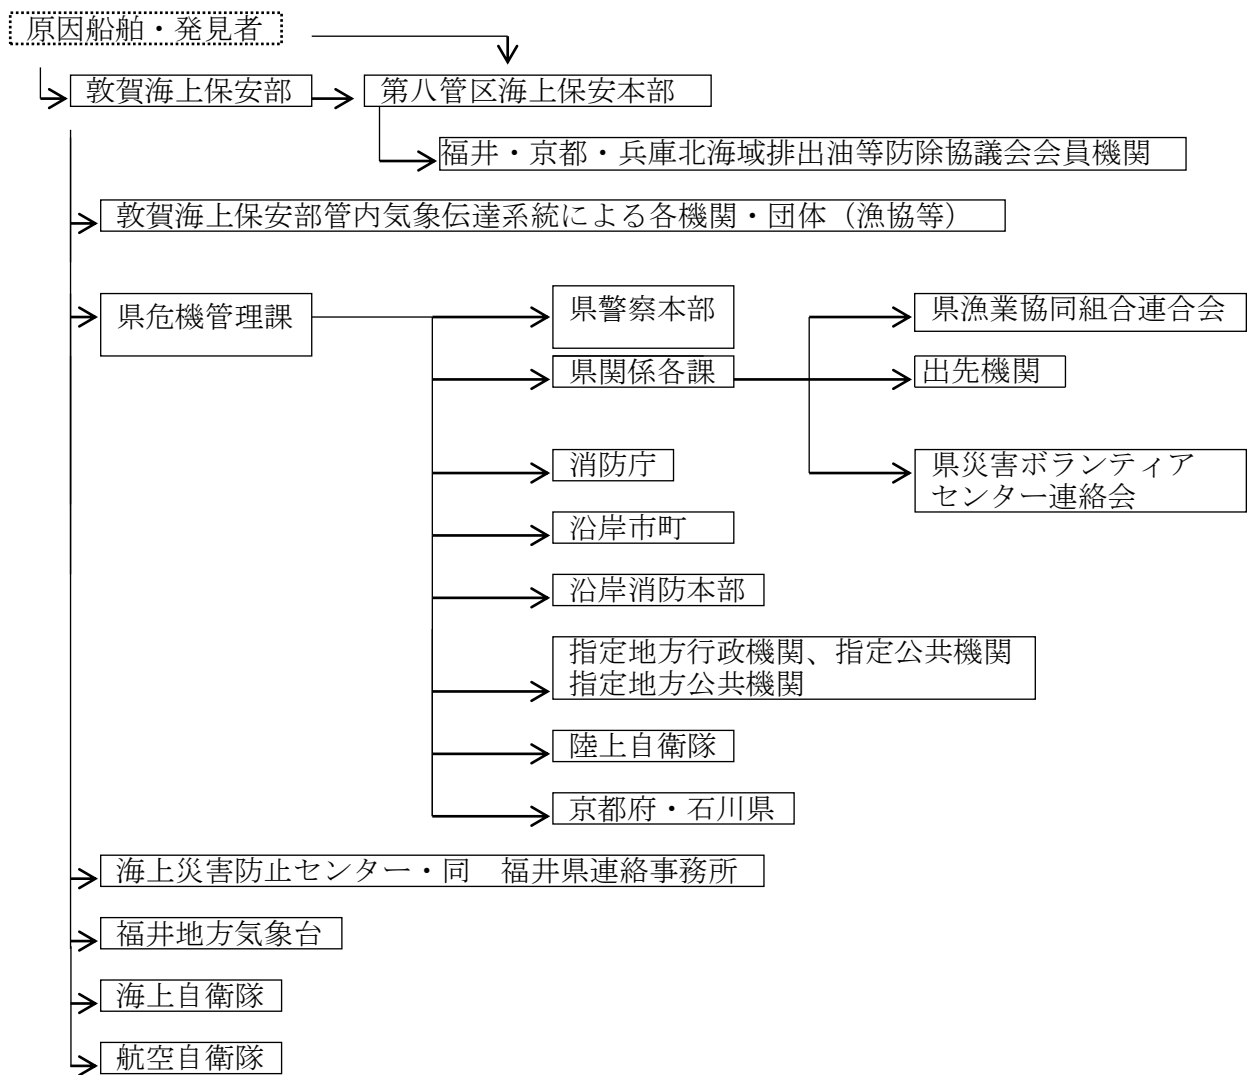 原因船舶・発見者
敦賀海上保安部
第八管区海上保安本部
福井・京都・兵庫北海域排出油等防除協議会会員機関
敦賀海上保安部管内気象伝達系統による各機関・団体（漁協等）
県危機管理課
県警察本部
県漁業協同組合連合会
県関係各課
出先機関
消防庁
県災害ボランティア
センター連絡会
沿岸市町
沿岸消防本部
指定地方行政機関、指定公共機関
指定地方公共機関
陸上自衛隊
京都府・石川県
海上災害防止センター・同　福井県連絡事務所
福井地方気象台
海上自衛隊
航空自衛隊